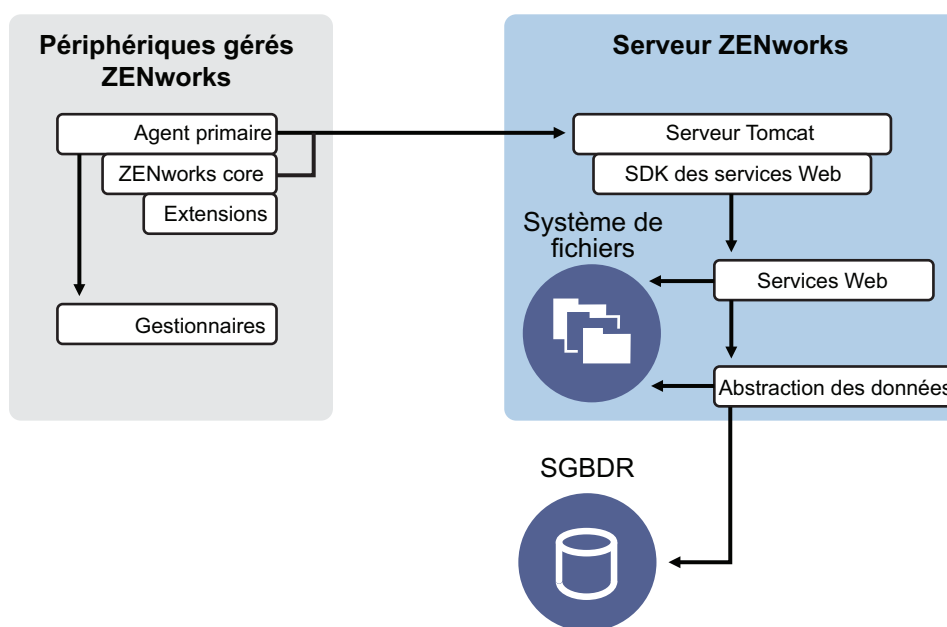 Périphériques gérés
ZENworks
Agent primaire
ZENworks core
Extensions
Gestionnaires
Serveur ZENworks
Serveur Tomcat
SDK des services Web
Système de
fichiers
Services Web
Abstraction des données
SGBDR